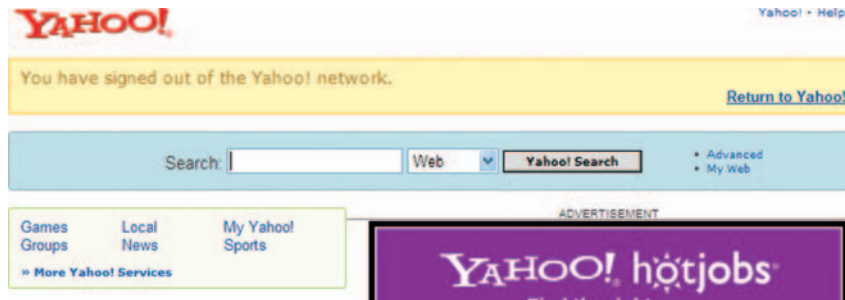 YAHOO!
Yahoo! - Help
You have signed out of the Yahoo! network.
Return to Yahoo!
Search:
Web
Yahoo! Search
• Advanced
• My Web
ADVERTISEMENT
Games Local My Yahoo!
Groups News Sports
» More Yahoo! Services
YAHOO! hotjobs